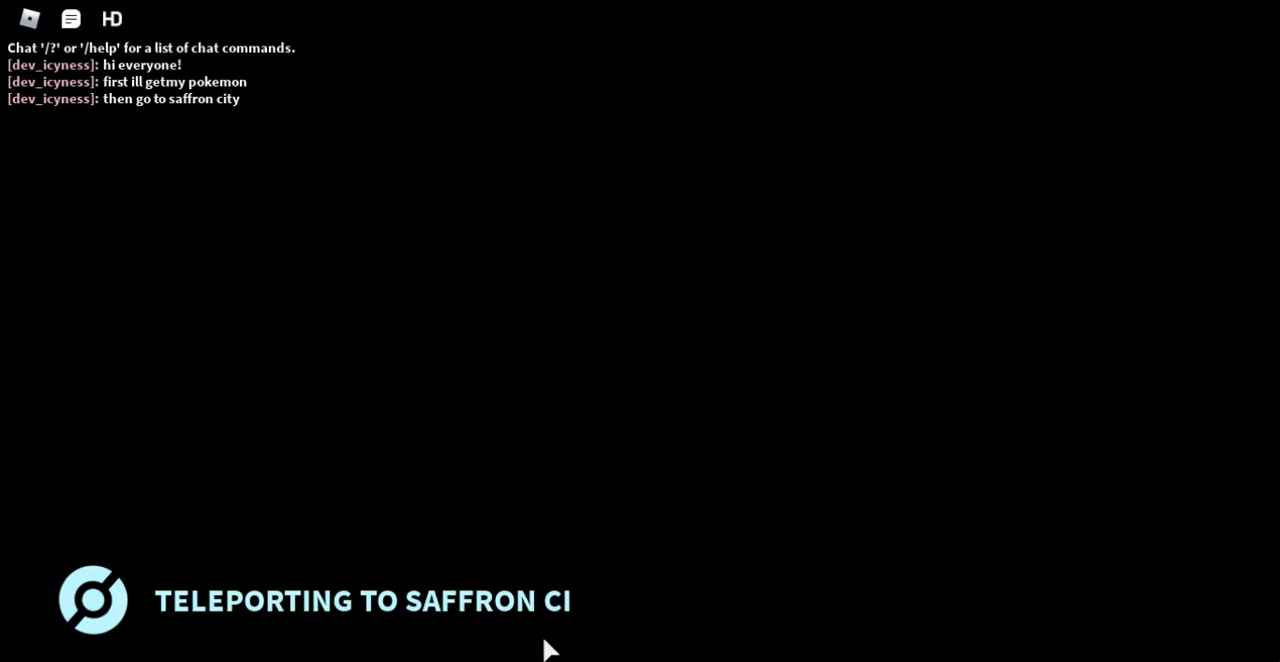 HD
Chat '/?' or '/help' for a list of chat commands.
[dev_icyness]: hi everyone!
[dev_icyness]: first ill getmy pokemon
[dev_icyness]: then go to saffron city
TELEPORTING TO SAFFRON CI